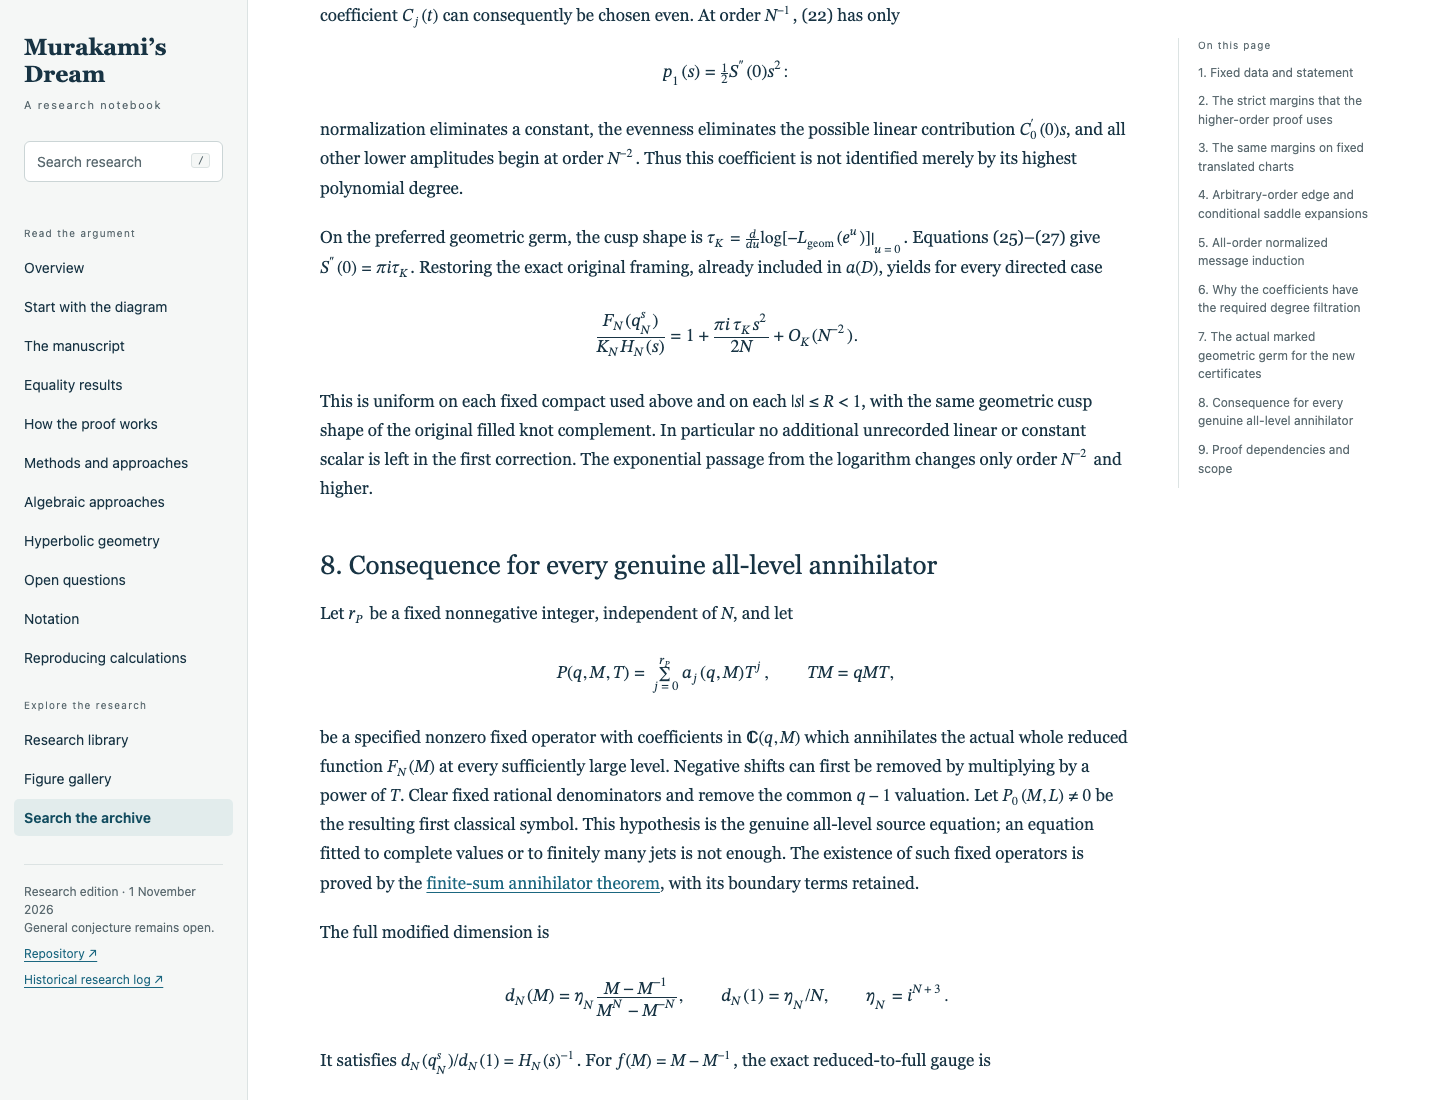 Murakami's
Dream
A research notebook
Search research /
Read the argument
Overview
Start with the diagram
The manuscript
Equality results
How the proof works
Methods and approaches
Algebraic approaches
Hyperbolic geometry
Open questions
Notation
Reproducing calculations
Explore the research
Research library
Figure gallery
Search the archive
Research edition · 1 November
2026
General conjecture remains open.
Repository ↗
Historical research log ↗
coefficient C_j(t) can consequently be chosen even. At order N^{−1}, (22) has only
p_1(s) = ½S″(0)s²:
normalization eliminates a constant, the evenness eliminates the possible linear contribution C′_0(0)s, and all
other lower amplitudes begin at order N^{−2}. Thus this coefficient is not identified merely by its highest
polynomial degree.
On the preferred geometric germ, the cusp shape is τ_K = d/du log[−L_geom(e^u)]|_{u=0}. Equations (25)–(27) give
S″(0) = πiτ_K. Restoring the exact original framing, already included in a(D), yields for every directed case
F_N(q_N^s) / K_N H_N(s) = 1 + πi τ_K s² / 2N + O_K(N^{−2}).
This is uniform on each fixed compact used above and on each |s| ≤ R < 1, with the same geometric cusp
shape of the original filled knot complement. In particular no additional unrecorded linear or constant
scalar is left in the first correction. The exponential passage from the logarithm changes only order N^{−2} and
higher.
8. Consequence for every genuine all-level annihilator
Let r_P be a fixed nonnegative integer, independent of N, and let
P(q, M, T) = Σ_{j=0}^{r_P} a_j(q, M)T^j, TM = qMT,
be a specified nonzero fixed operator with coefficients in ℂ(q, M) which annihilates the actual whole reduced
function F_N(M) at every sufficiently large level. Negative shifts can first be removed by multiplying by a
power of T. Clear fixed rational denominators and remove the common q − 1 valuation. Let P_0(M, L) ≠ 0 be
the resulting first classical symbol. This hypothesis is the genuine all-level source equation; an equation
fitted to complete values or to finitely many jets is not enough. The existence of such fixed operators is
proved by the finite-sum annihilator theorem, with its boundary terms retained.
The full modified dimension is
d_N(M) = η_N (M − M^{−1}) / (M^N − M^{−N}), d_N(1) = η_N/N, η_N = i^{N+3}.
It satisfies d_N(q_N^s)/d_N(1) = H_N(s)^{−1}. For f(M) = M − M^{−1}, the exact reduced-to-full gauge is
On this page
1. Fixed data and statement
2. The strict margins that the
higher-order proof uses
3. The same margins on fixed
translated charts
4. Arbitrary-order edge and
conditional saddle expansions
5. All-order normalized
message induction
6. Why the coefficients have
the required degree filtration
7. The actual marked
geometric germ for the new
certificates
8. Consequence for every
genuine all-level annihilator
9. Proof dependencies and
scope